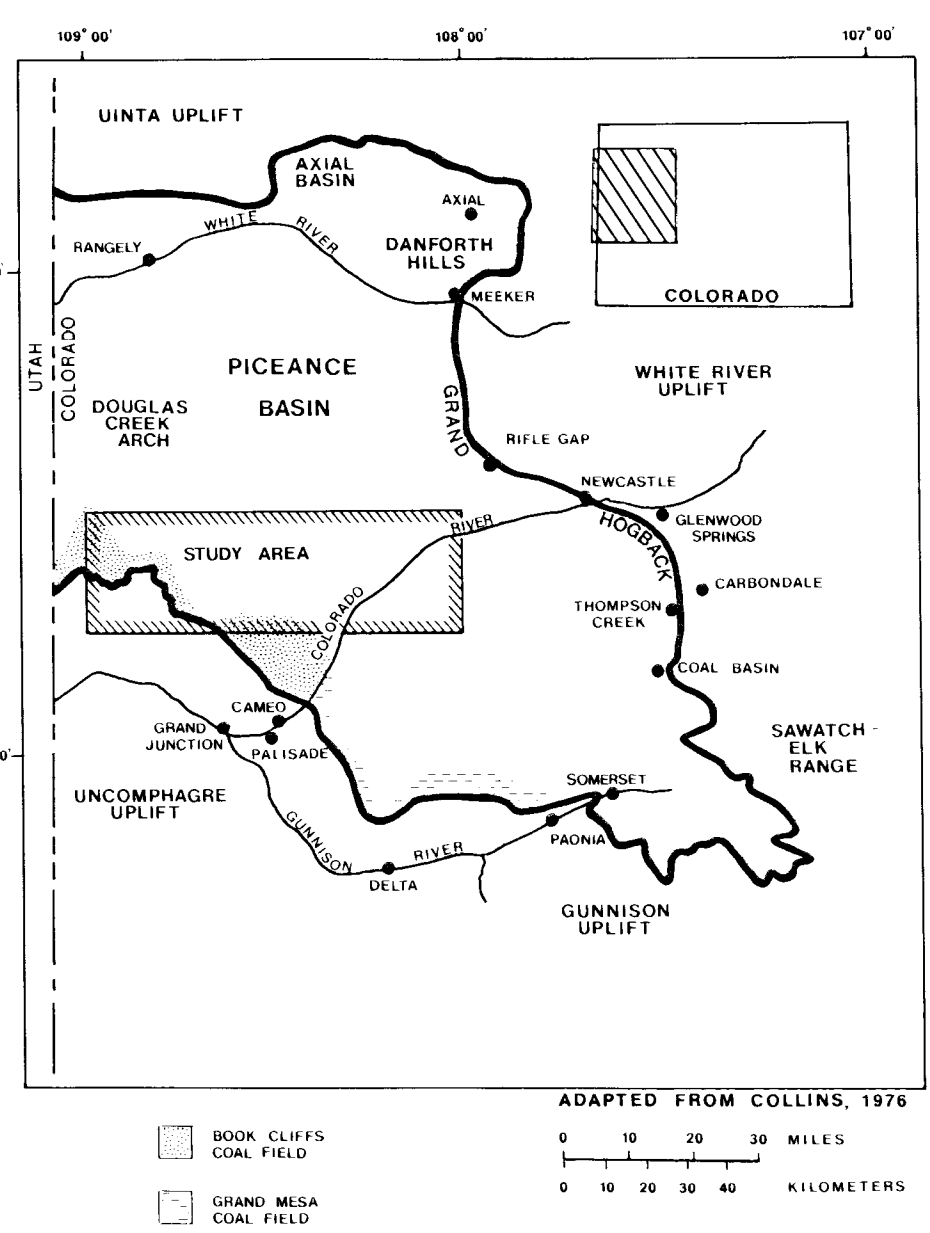 109° 00'
108° 00'
107° 00'
UINTA UPLIFT
AXIAL
BASIN
AXIAL
WHITE RIVER
RANGELY
DANFORTH
HILLS
MEEKER
COLORADO
UTAH
COLORADO
PICEANCE
BASIN
WHITE RIVER
UPLIFT
DOUGLAS
CREEK
ARCH
GRAND
RIFLE GAP
NEWCASTLE
HOGBACK
GLENWOOD
SPRINGS
STUDY AREA
COLORADO RIVER
CARBONDALE
THOMPSON
CREEK
COAL BASIN
CAMEO
GRAND
JUNCTION
PALISADE
SAWATCH -
ELK
RANGE
UNCOMPHAGRE
UPLIFT
SOMERSET
GUNNISON RIVER
PAONIA
DELTA
GUNNISON
UPLIFT
ADAPTED FROM COLLINS, 1976
BOOK CLIFFS
COAL FIELD
0 10 20 30 MILES
0 10 20 30 40 KILOMETERS
GRAND MESA
COAL FIELD